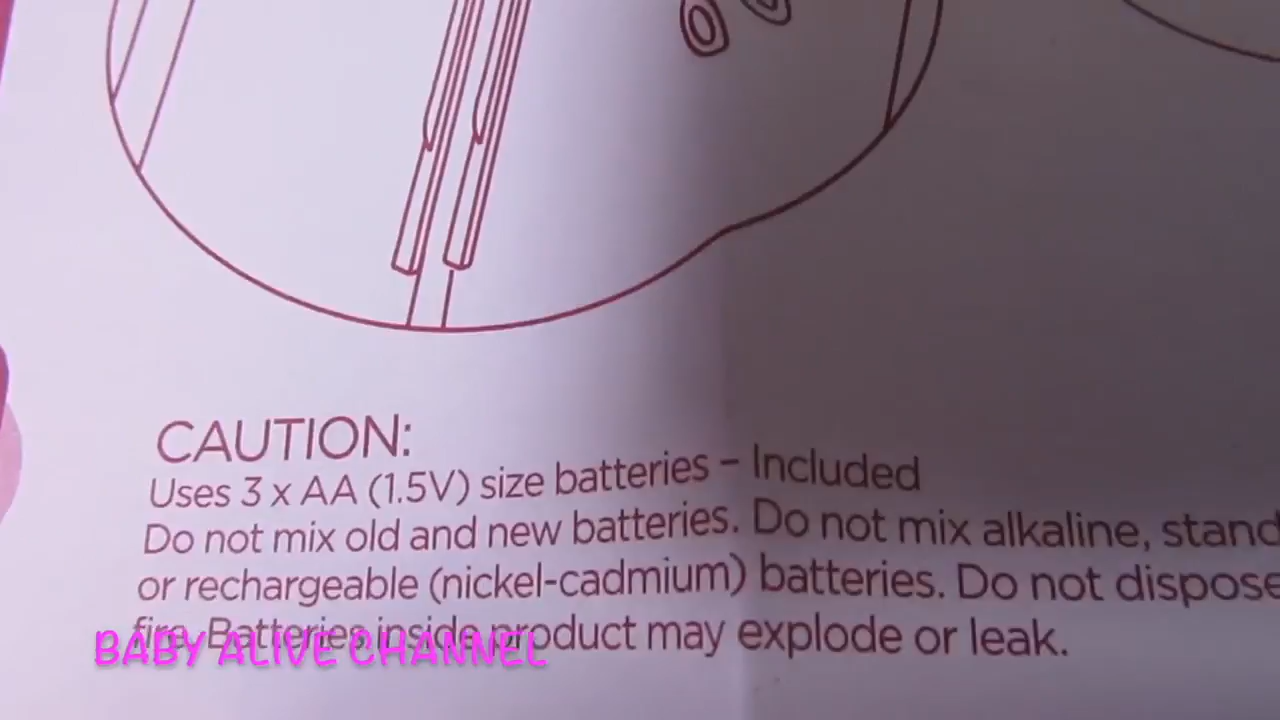 CAUTION:
Uses 3 x AA (1.5V) size batteries – Included
Do not mix old and new batteries. Do not mix alkaline, stand
or rechargeable (nickel-cadmium) batteries. Do not dispose
fire. Batteries inside product may explode or leak.
BABY ALIVE CHANNEL